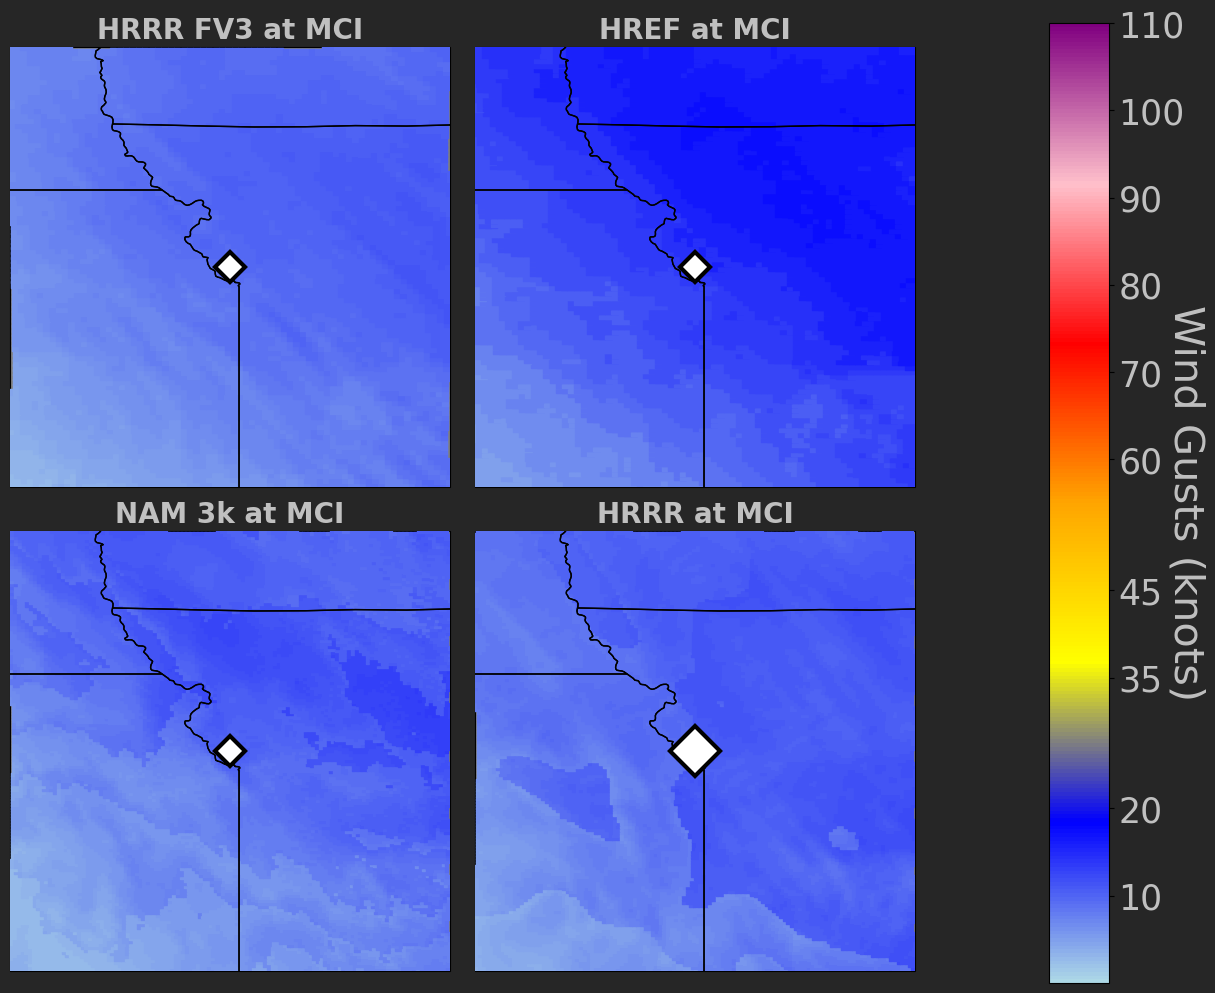 HRRR FV3 at MCI
HREF at MCI
NAM 3k at MCI
HRRR at MCI
110
100
90
80
70
60
45
35
20
10
Wind Gusts (knots)